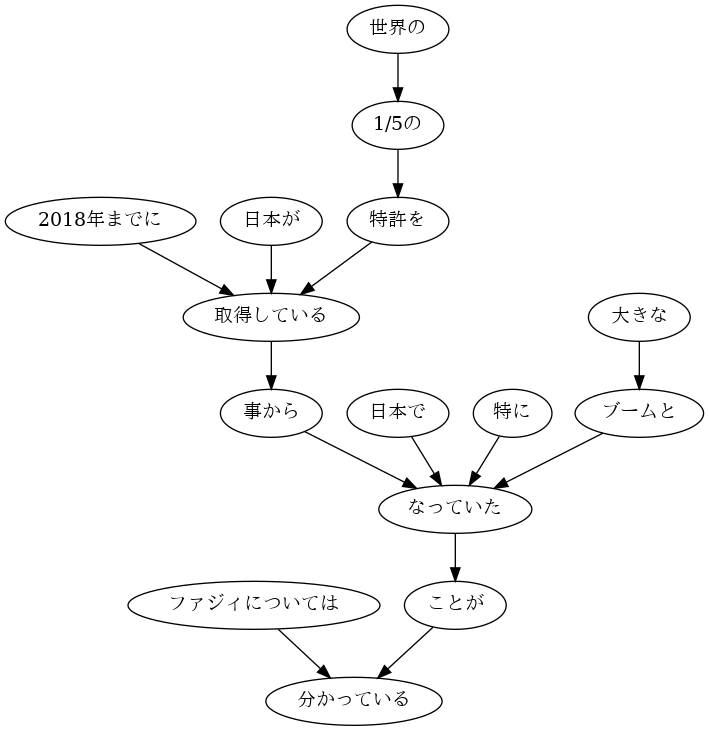 世界の
1/5の
2018年までに
日本が
特許を
取得している
大きな
事から
日本で
特に
ブームと
なっていた
ファジィについては
ことが
分かっている